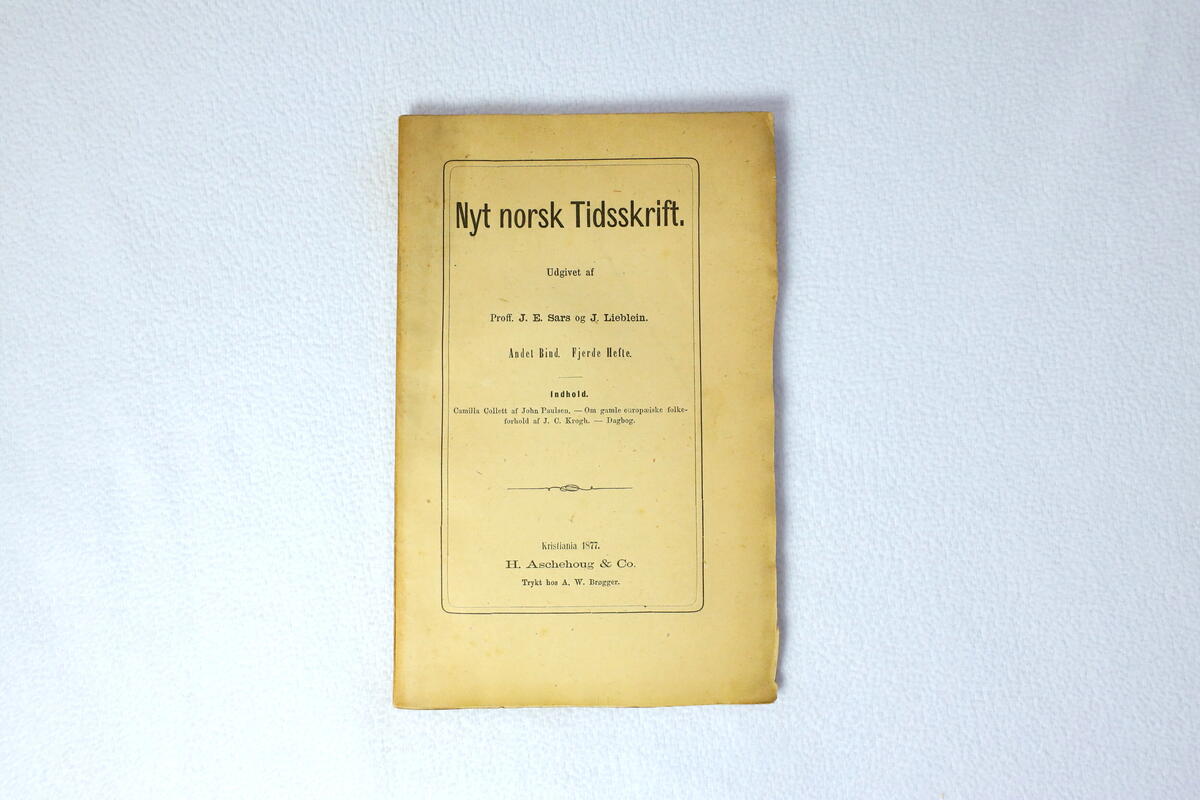 Nyt norsk Tidsskrift.
Udgivet af
Proff. J. E. Sars og J. Lieblein.
Andet Bind. Fjerde Hefte.
Indhold.
Camilla Collett af John Paulsen. — Om gamle europæiske folke-
forhold af J. C. Krogh. — Dagbog.
Kristiania 1877.
H. Aschehoug & Co.
Trykt hos A. W. Brøgger.